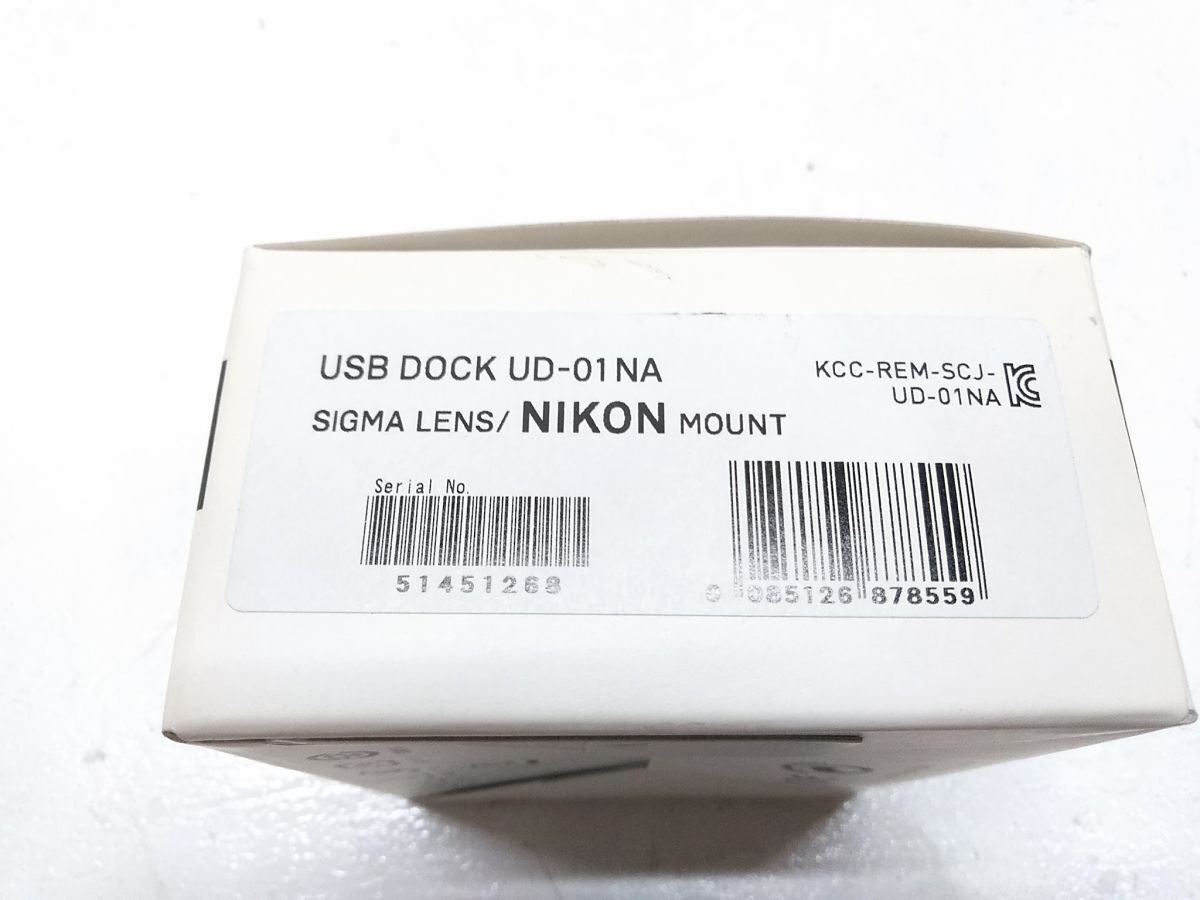 USB DOCK UD-01NA
SIGMA LENS/ NIKON MOUNT
KCC-REM-SCJ-
UD-01NA
Serial No.
51451268
0 085126 878559